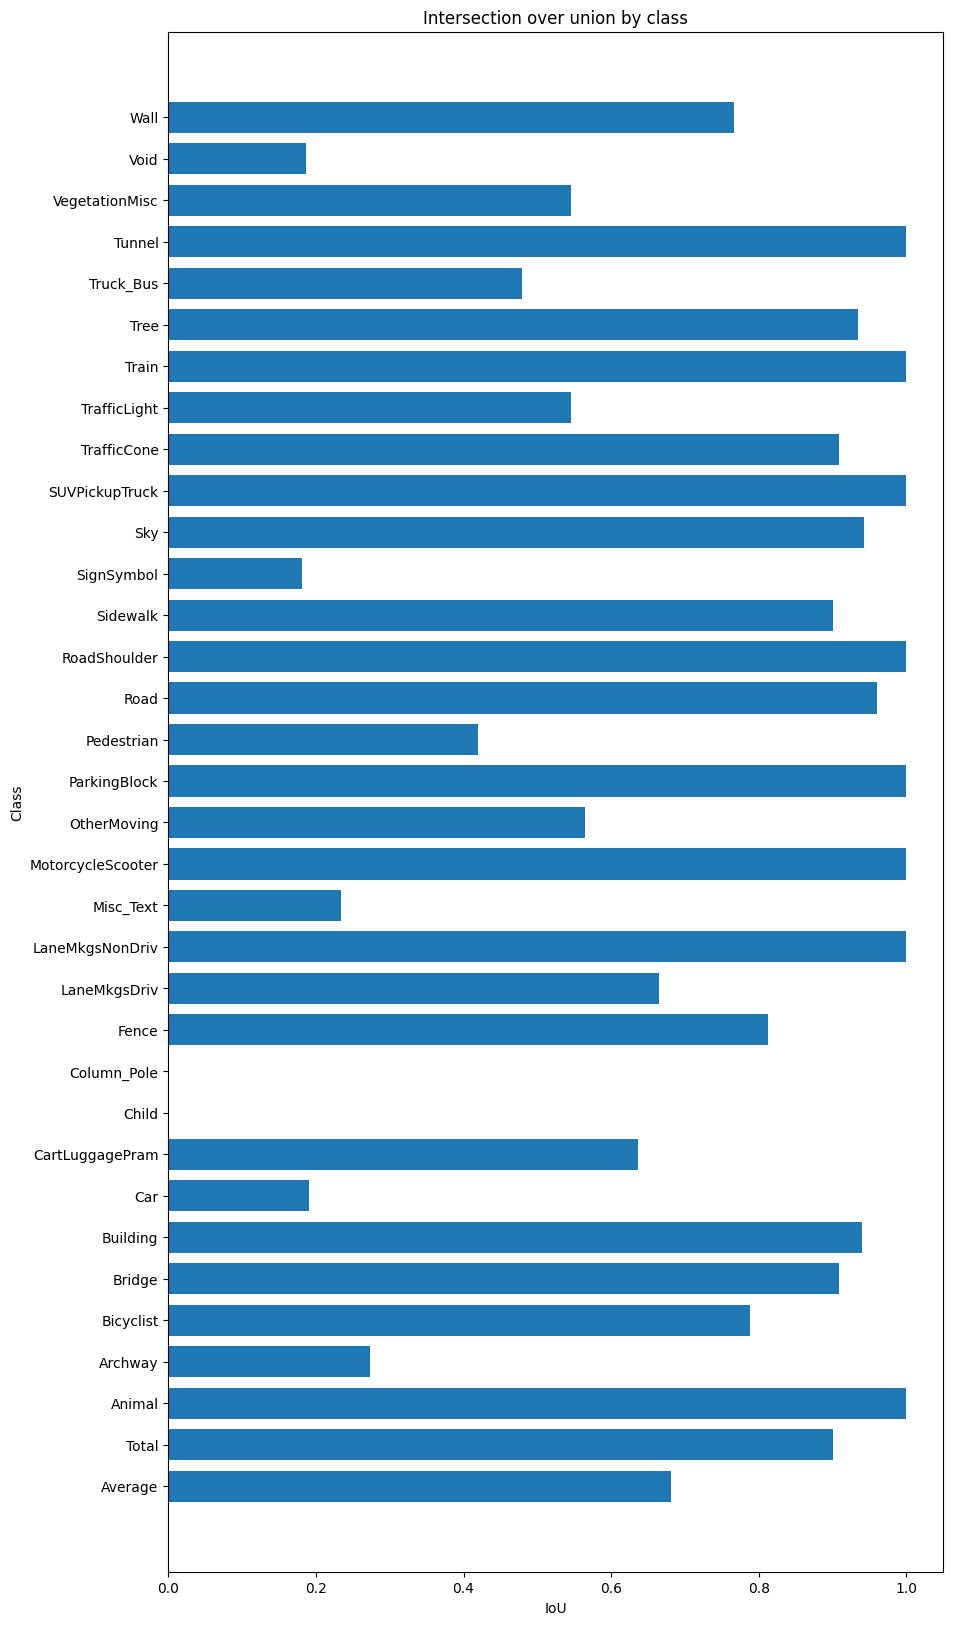 Intersection over union by class
Wall
Void
VegetationMisc
Tunnel
Truck_Bus
Tree
Train
TrafficLight
TrafficCone
SUVPickupTruck
Sky
SignSymbol
Sidewalk
RoadShoulder
Road
Pedestrian
ParkingBlock
OtherMoving
MotorcycleScooter
Misc_Text
LaneMkgsNonDriv
LaneMkgsDriv
Fence
Column_Pole
Child
CartLuggagePram
Car
Building
Bridge
Bicyclist
Archway
Animal
Total
Average
Class
0.0 0.2 0.4 0.6 0.8 1.0
IoU